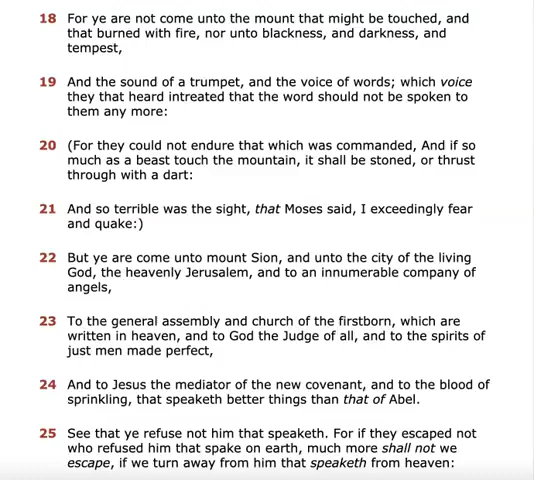 18 For ye are not come unto the mount that might be touched, and
that burned with fire, nor unto blackness, and darkness, and
tempest,
19 And the sound of a trumpet, and the voice of words; which voice
they that heard intreated that the word should not be spoken to
them any more:
20 (For they could not endure that which was commanded, And if so
much as a beast touch the mountain, it shall be stoned, or thrust
through with a dart:
21 And so terrible was the sight, that Moses said, I exceedingly fear
and quake:)
22 But ye are come unto mount Sion, and unto the city of the living
God, the heavenly Jerusalem, and to an innumerable company of
angels,
23 To the general assembly and church of the firstborn, which are
written in heaven, and to God the Judge of all, and to the spirits of
just men made perfect,
24 And to Jesus the mediator of the new covenant, and to the blood of
sprinkling, that speaketh better things than that of Abel.
25 See that ye refuse not him that speaketh. For if they escaped not
who refused him that spake on earth, much more shall not we
escape, if we turn away from him that speaketh from heaven: